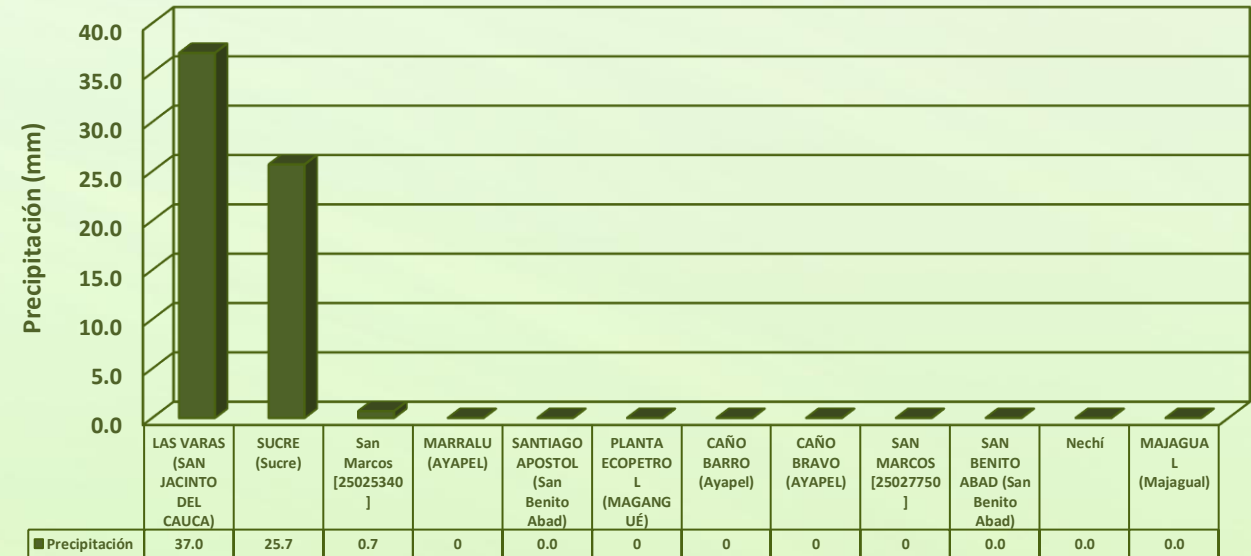 Precipitación (mm)
40.0
35.0
30.0
25.0
20.0
15.0
10.0
5.0
0.0
LAS VARAS
(SAN
JACINTO
DEL
CAUCA)
SUCRE
(Sucre)
San
Marcos
[25025340
]
MARRALU
(AYAPEL)
SANTIAGO
APOSTOL
(San
Benito
Abad)
PLANTA
ECOPETRO
L
(MAGANG
UÉ)
CAÑO
BARRO
(Ayapel)
CAÑO
BRAVO
(AYAPEL)
SAN
MARCOS
[25027750
]
SAN
BENITO
ABAD (San
Benito
Abad)
Nechí
MAJAGUA
L
(Majagual)
Precipitación 37.0 25.7 0.7 0 0.0 0 0 0 0 0.0 0.0 0.0